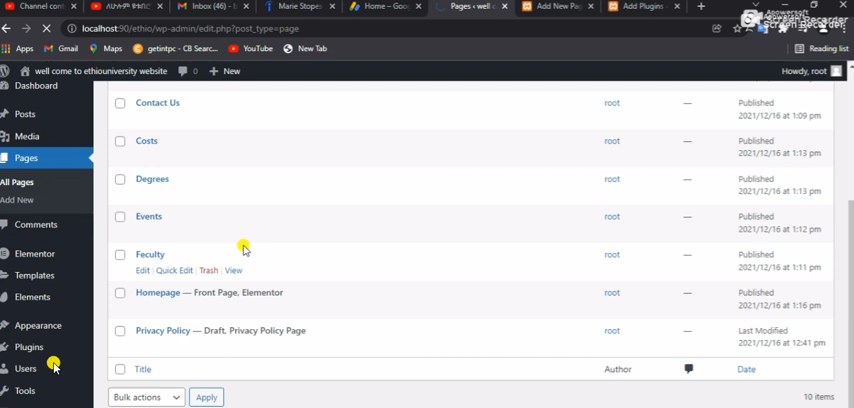 Channel cont
ለህትመት
Inbox (46) - 
Marie Stopes
Home – Goo
Pages ‹ well c
Add New Pag
Add Plugins ‹
localhost:90/ethio/wp-admin/edit.php?post_type=page
Apowersoft
Screen Recorder
Apps Gmail Maps getintpc - CB Searc... YouTube New Tab Reading list
well come to ethiouniversity website 0 New Howdy, root
Dashboard
Posts
Media
Pages
All Pages
Add New
Comments
Elementor
Templates
Elements
Appearance
Plugins
Users
Tools
Contact Us root — Published
2021/12/16 at 1:09 pm
Costs root — Published
2021/12/16 at 1:13 pm
Degrees root — Published
2021/12/16 at 1:13 pm
Events root — Published
2021/12/16 at 1:12 pm
Feculty root — Published
2021/12/16 at 1:11 pm
Edit | Quick Edit | Trash | View
Homepage — Front Page, Elementor root — Published
2021/12/16 at 1:16 pm
Privacy Policy — Draft, Privacy Policy Page root — Last Modified
2021/12/16 at 12:41 pm
Title Author Date
Bulk actions Apply 10 items